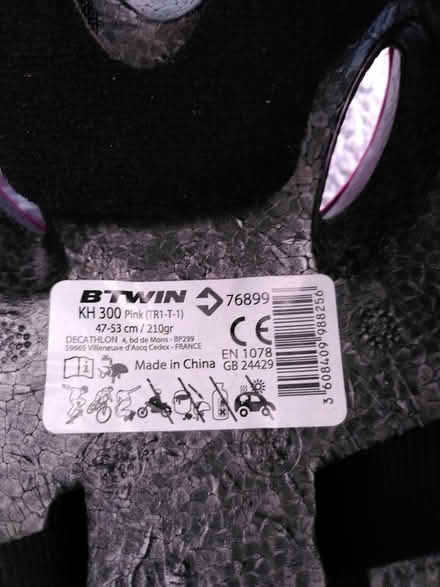 B'TWIN 76899
KH 300 Pink (TR1-T-1)
47-53 cm / 210gr
DECATHLON 4, bd de Mons - BP299
59665 Villeneuve d'Ascq Cedex - FRANCE
CE
EN 1078
Made in China GB 24429
3 608409 988256